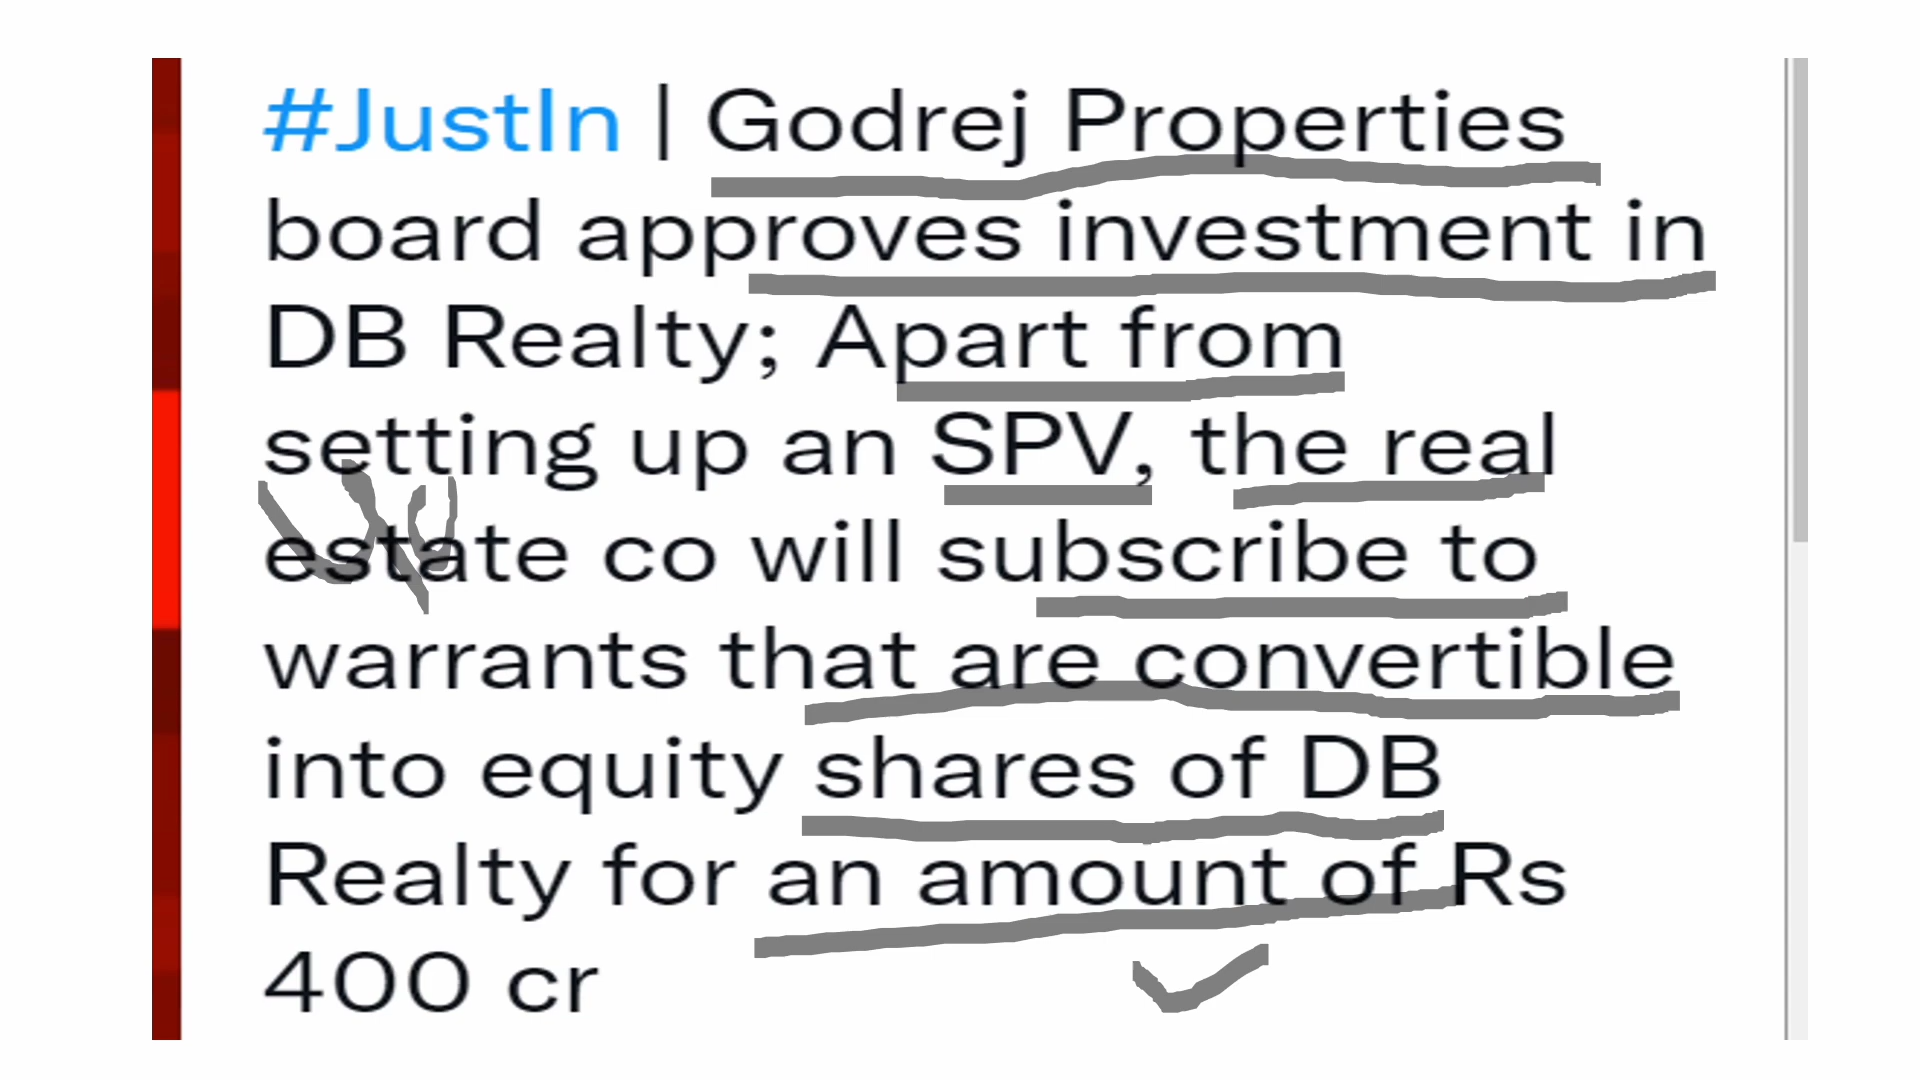 #JustIn | Godrej Properties
board approves investment in
DB Realty; Apart from
setting up an SPV, the real
estate co will subscribe to
warrants that are convertible
into equity shares of DB
Realty for an amount of Rs
400 cr